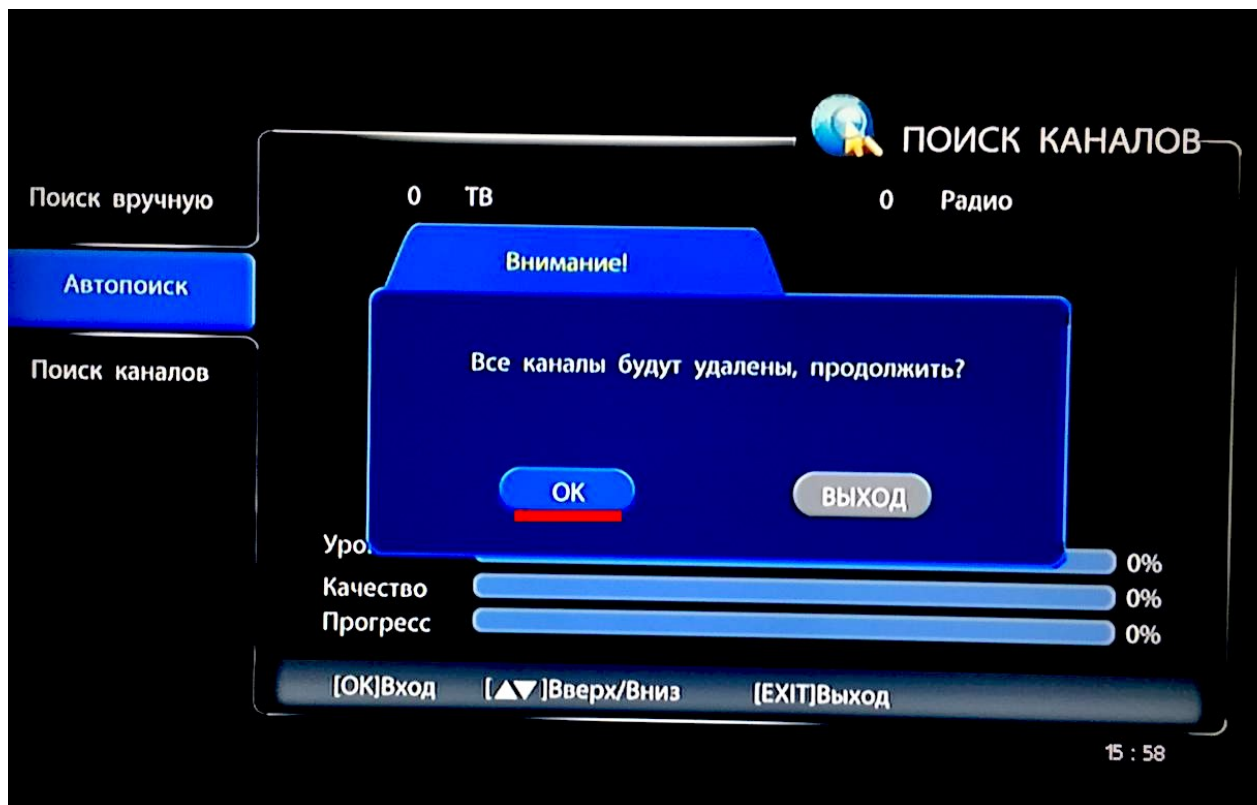 ПОИСК КАНАЛОВ
Поиск вручную
0 ТВ
0 Радио
Автопоиск
Внимание!
Поиск каналов
Все каналы будут удалены, продолжить?
ОК
ВЫХОД
0%
Качество
0%
Прогресс
0%
[OK]Вход [▲▼]Вверх/Вниз [EXIT]Выход
15 : 58